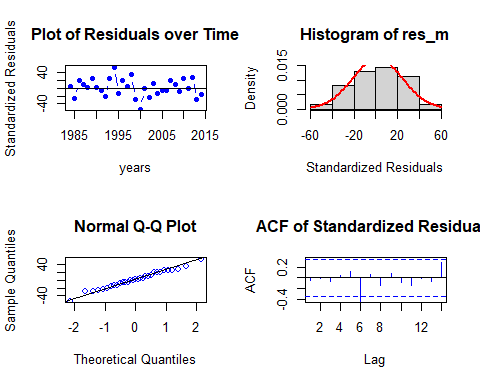 Plot of Residuals over Time
Standardized Residuals
-40 0 40
1985 1995 2005 2015
years
Histogram of res_m
Density
0.000 0.015
-60 -20 20 60
Standardized Residuals
Normal Q-Q Plot
Sample Quantiles
-40 40
-2 -1 0 1 2
Theoretical Quantiles
ACF of Standardized Residua
ACF
-0.4 0.2
2 4 6 8 12
Lag